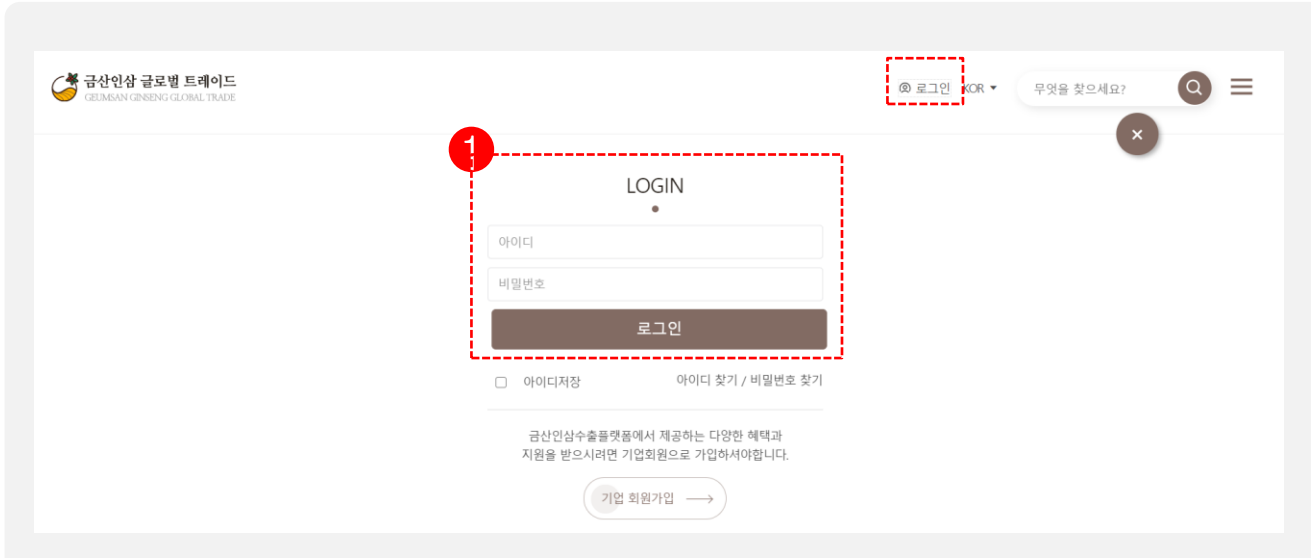 금산인삼 글로벌 트레이드
GEUMSAN GINSENG GLOBAL TRADE
로그인 KOR
무엇을 찾으세요?
1
LOGIN
아이디
비밀번호
로그인
아이디저장
아이디 찾기 / 비밀번호 찾기
금산인삼수출플랫폼에서 제공하는 다양한 혜택과
지원을 받으시려면 기업회원으로 가입하셔야합니다.
기업 회원가입